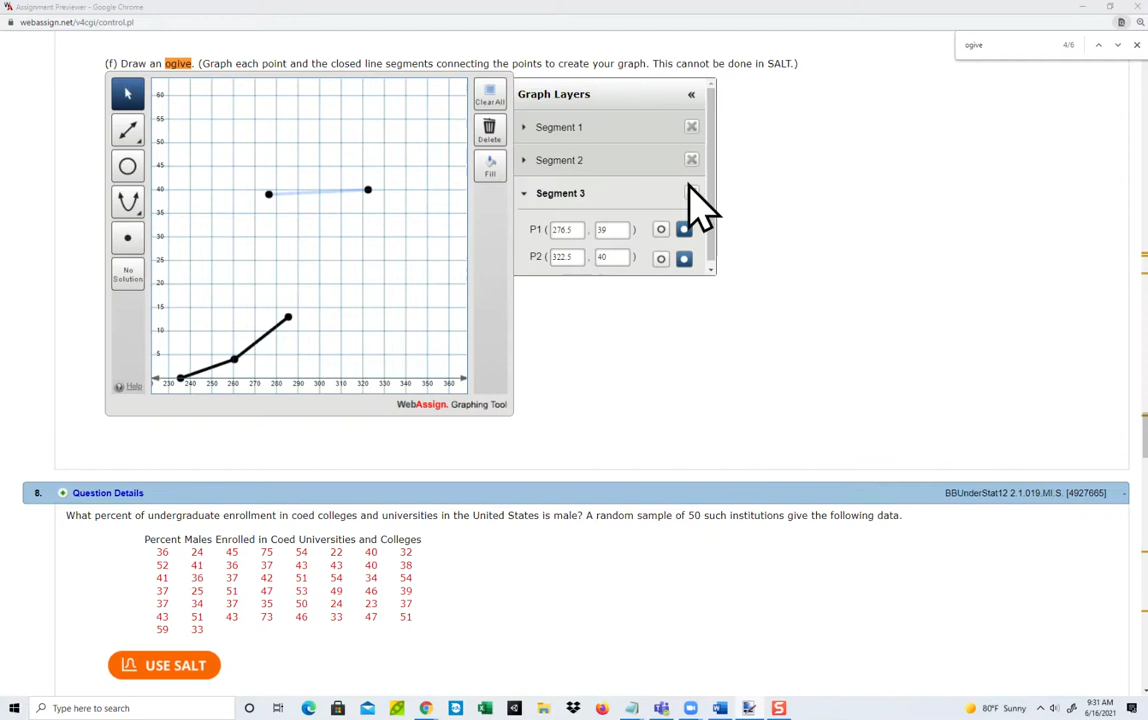 Assignment Previewer - Google Chrome
webassign.net/v4cgi/control.pl
ogive 4/6
(f) Draw an ogive. (Graph each point and the closed line segments connecting the points to create your graph. This cannot be done in SALT.)
60
55
50
45
40
35
30
25
20
15
10
5
230 240 250 260 270 280 290 300 310 320 330 340 350 360
No Solution
Help
Clear All
Delete
Fill
WebAssign. Graphing Tool
Graph Layers «
Segment 1
Segment 2
Segment 3
P1 ( 276.5 , 39 )
P2 ( 322.5 , 40 )
8. Question Details BBUnderStat12 2.1.019.MI.S. [4927665] -
What percent of undergraduate enrollment in coed colleges and universities in the United States is male? A random sample of 50 such institutions give the following data.
Percent Males Enrolled in Coed Universities and Colleges
36 24 45 75 54 22 40 32
52 41 36 37 43 43 40 38
41 36 37 42 51 54 34 54
37 25 51 47 53 49 46 39
37 34 37 35 50 24 23 37
43 51 43 73 46 33 47 51
59 33
USE SALT
Type here to search
80°F Sunny
9:31 AM
6/16/2021